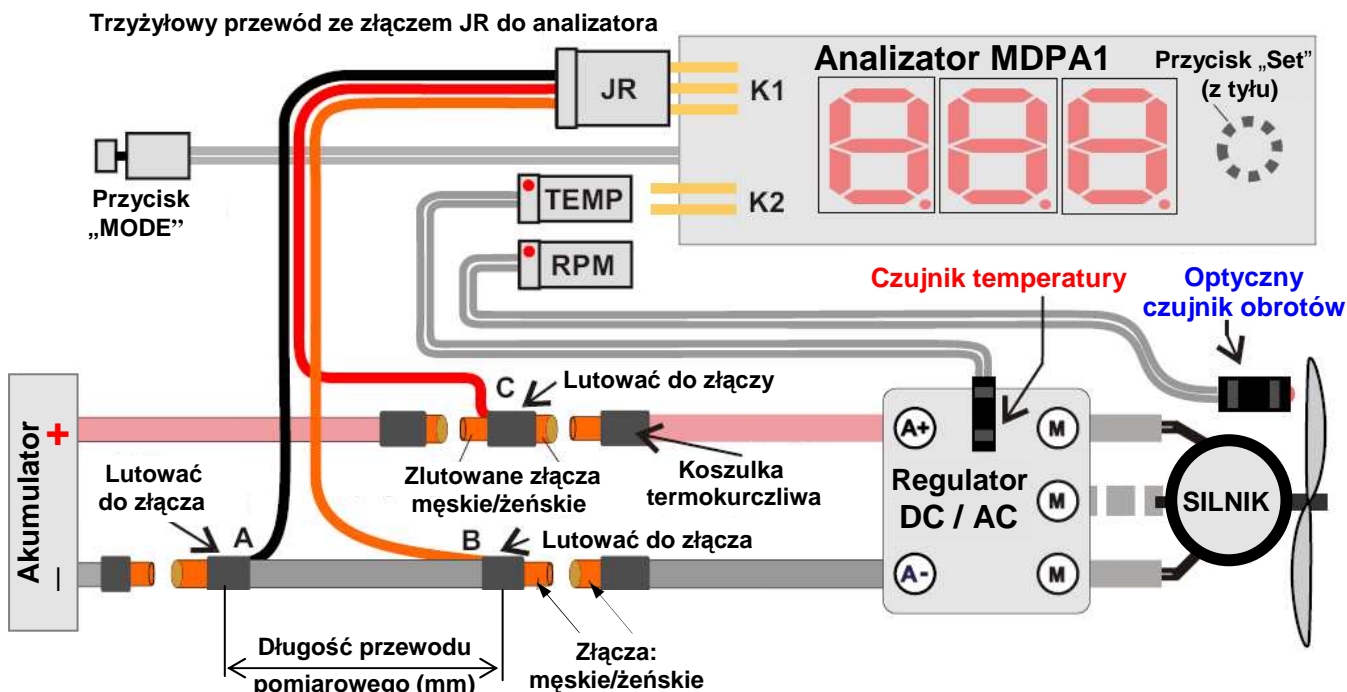 Trzyżyłowy przewód ze złączem JR do analizatora
Analizator MDPA1
Przycisk „Set”
(z tyłu)
JR
K1
Przycisk
„MODE”
TEMP
K2
RPM
Czujnik temperatury
Optyczny
czujnik obrotów
Akumulator
+
–
C
Lutować do złączy
Lutować
do złącza
Zlutowane złącza
męskie/żeńskie
Koszulka
termokurczliwa
A+
M
Regulator
DC / AC
M
SILNIK
A
B
Lutować do złącza
A-
M
Długość przewodu
pomiarowego (mm)
Złącza:
męskie/żeńskie